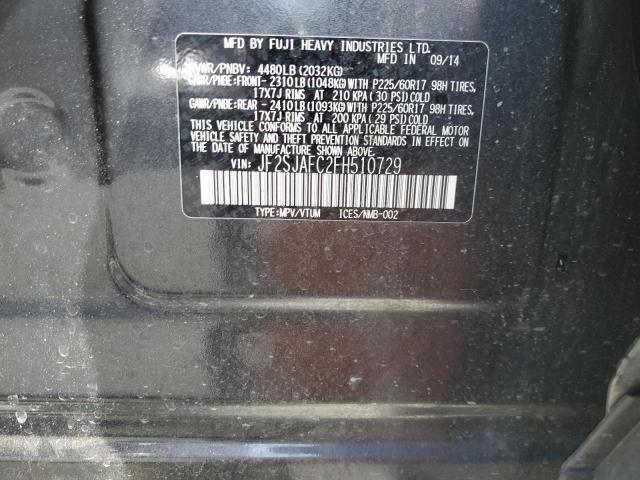 MFD BY FUJI HEAVY INDUSTRIES LTD.
MFD IN 09/14
GVWR/PNBV: 4480LB(2032KG)
GAWR/PNBE:FRONT-2310LB(1048KG)WITH P225/60R17 98H TIRES,
17X7J RIMS AT 210 KPA(30 PSI)COLD
GAWR/PNBE:REAR -2410LB(1093KG)WITH P225/60R17 98H TIRES,
17X7J RIMS AT 200 KPA(29 PSI)COLD
THIS VEHICLE CONFORMS TO ALL APPLICABLE FEDERAL MOTOR
VEHICLE SAFETY AND THEFT PREVENTION STANDARDS IN EFFECT ON
THE DATE OF MANUFACTURE SHOWN ABOVE.
VIN: JF2SJAFC2FH510729
TYPE:MPV/VTUM ICES/NMB-002